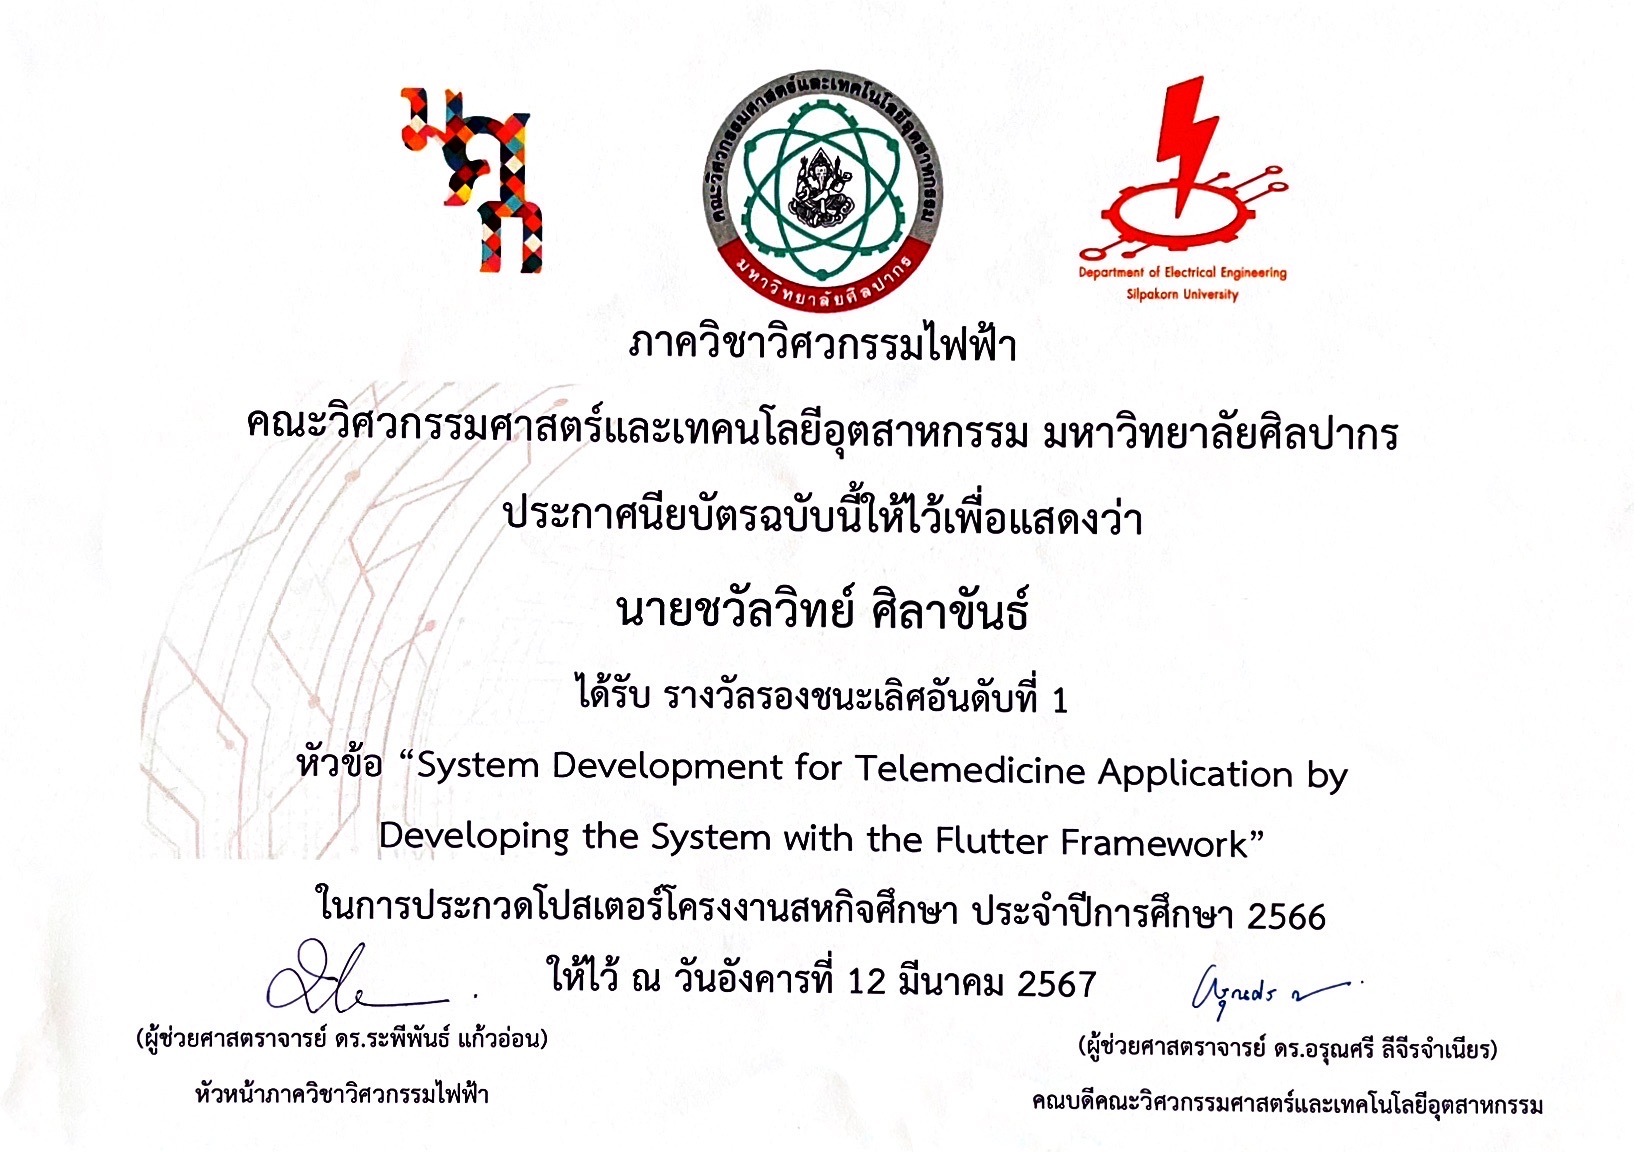 มศก
คณะวิศวกรรมศาสตร์และเทคโนโลยีอุตสาหกรรม
มหาวิทยาลัยศิลปากร
Department of Electrical Engineering
Silpakorn University
ภาควิชาวิศวกรรมไฟฟ้า
คณะวิศวกรรมศาสตร์และเทคนโลยีอุตสาหกรรม มหาวิทยาลัยศิลปากร
ประกาศนียบัตรฉบับนี้ให้ไว้เพื่อแสดงว่า
นายชวัลวิทย์ ศิลาขันธ์
ได้รับ รางวัลรองชนะเลิศอันดับที่ 1
หัวข้อ “System Development for Telemedicine Application by
Developing the System with the Flutter Framework”
ในการประกวดโปสเตอร์โครงงานสหกิจศึกษา ประจำปีการศึกษา 2566
ให้ไว้ ณ วันอังคารที่ 12 มีนาคม 2567
(ผู้ช่วยศาสตราจารย์ ดร.ระพีพันธ์ แก้วอ่อน)
หัวหน้าภาควิชาวิศวกรรมไฟฟ้า
(ผู้ช่วยศาสตราจารย์ ดร.อรุณศรี ลีจีรจำเนียร)
คณบดีคณะวิศวกรรมศาสตร์และเทคโนโลยีอุตสาหกรรม